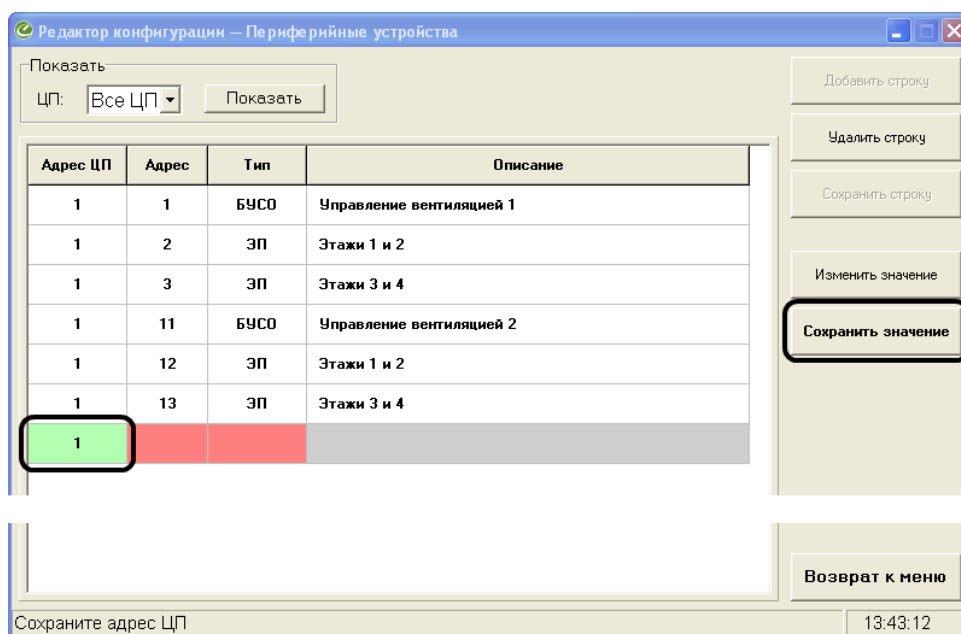 Редактор конфигурации — Периферийные устройства
Показать
ЦП: Все ЦП Показать
Добавить строку
Удалить строку
Сохранить строку
Изменить значение
Сохранить значение
Адрес ЦП Адрес Тип Описание
1 1 БУСО Управление вентиляцией 1
1 2 ЭП Этажи 1 и 2
1 3 ЭП Этажи 3 и 4
1 11 БУСО Управление вентиляцией 2
1 12 ЭП Этажи 1 и 2
1 13 ЭП Этажи 3 и 4
1
Возврат к меню
Сохраните адрес ЦП 13:43:12